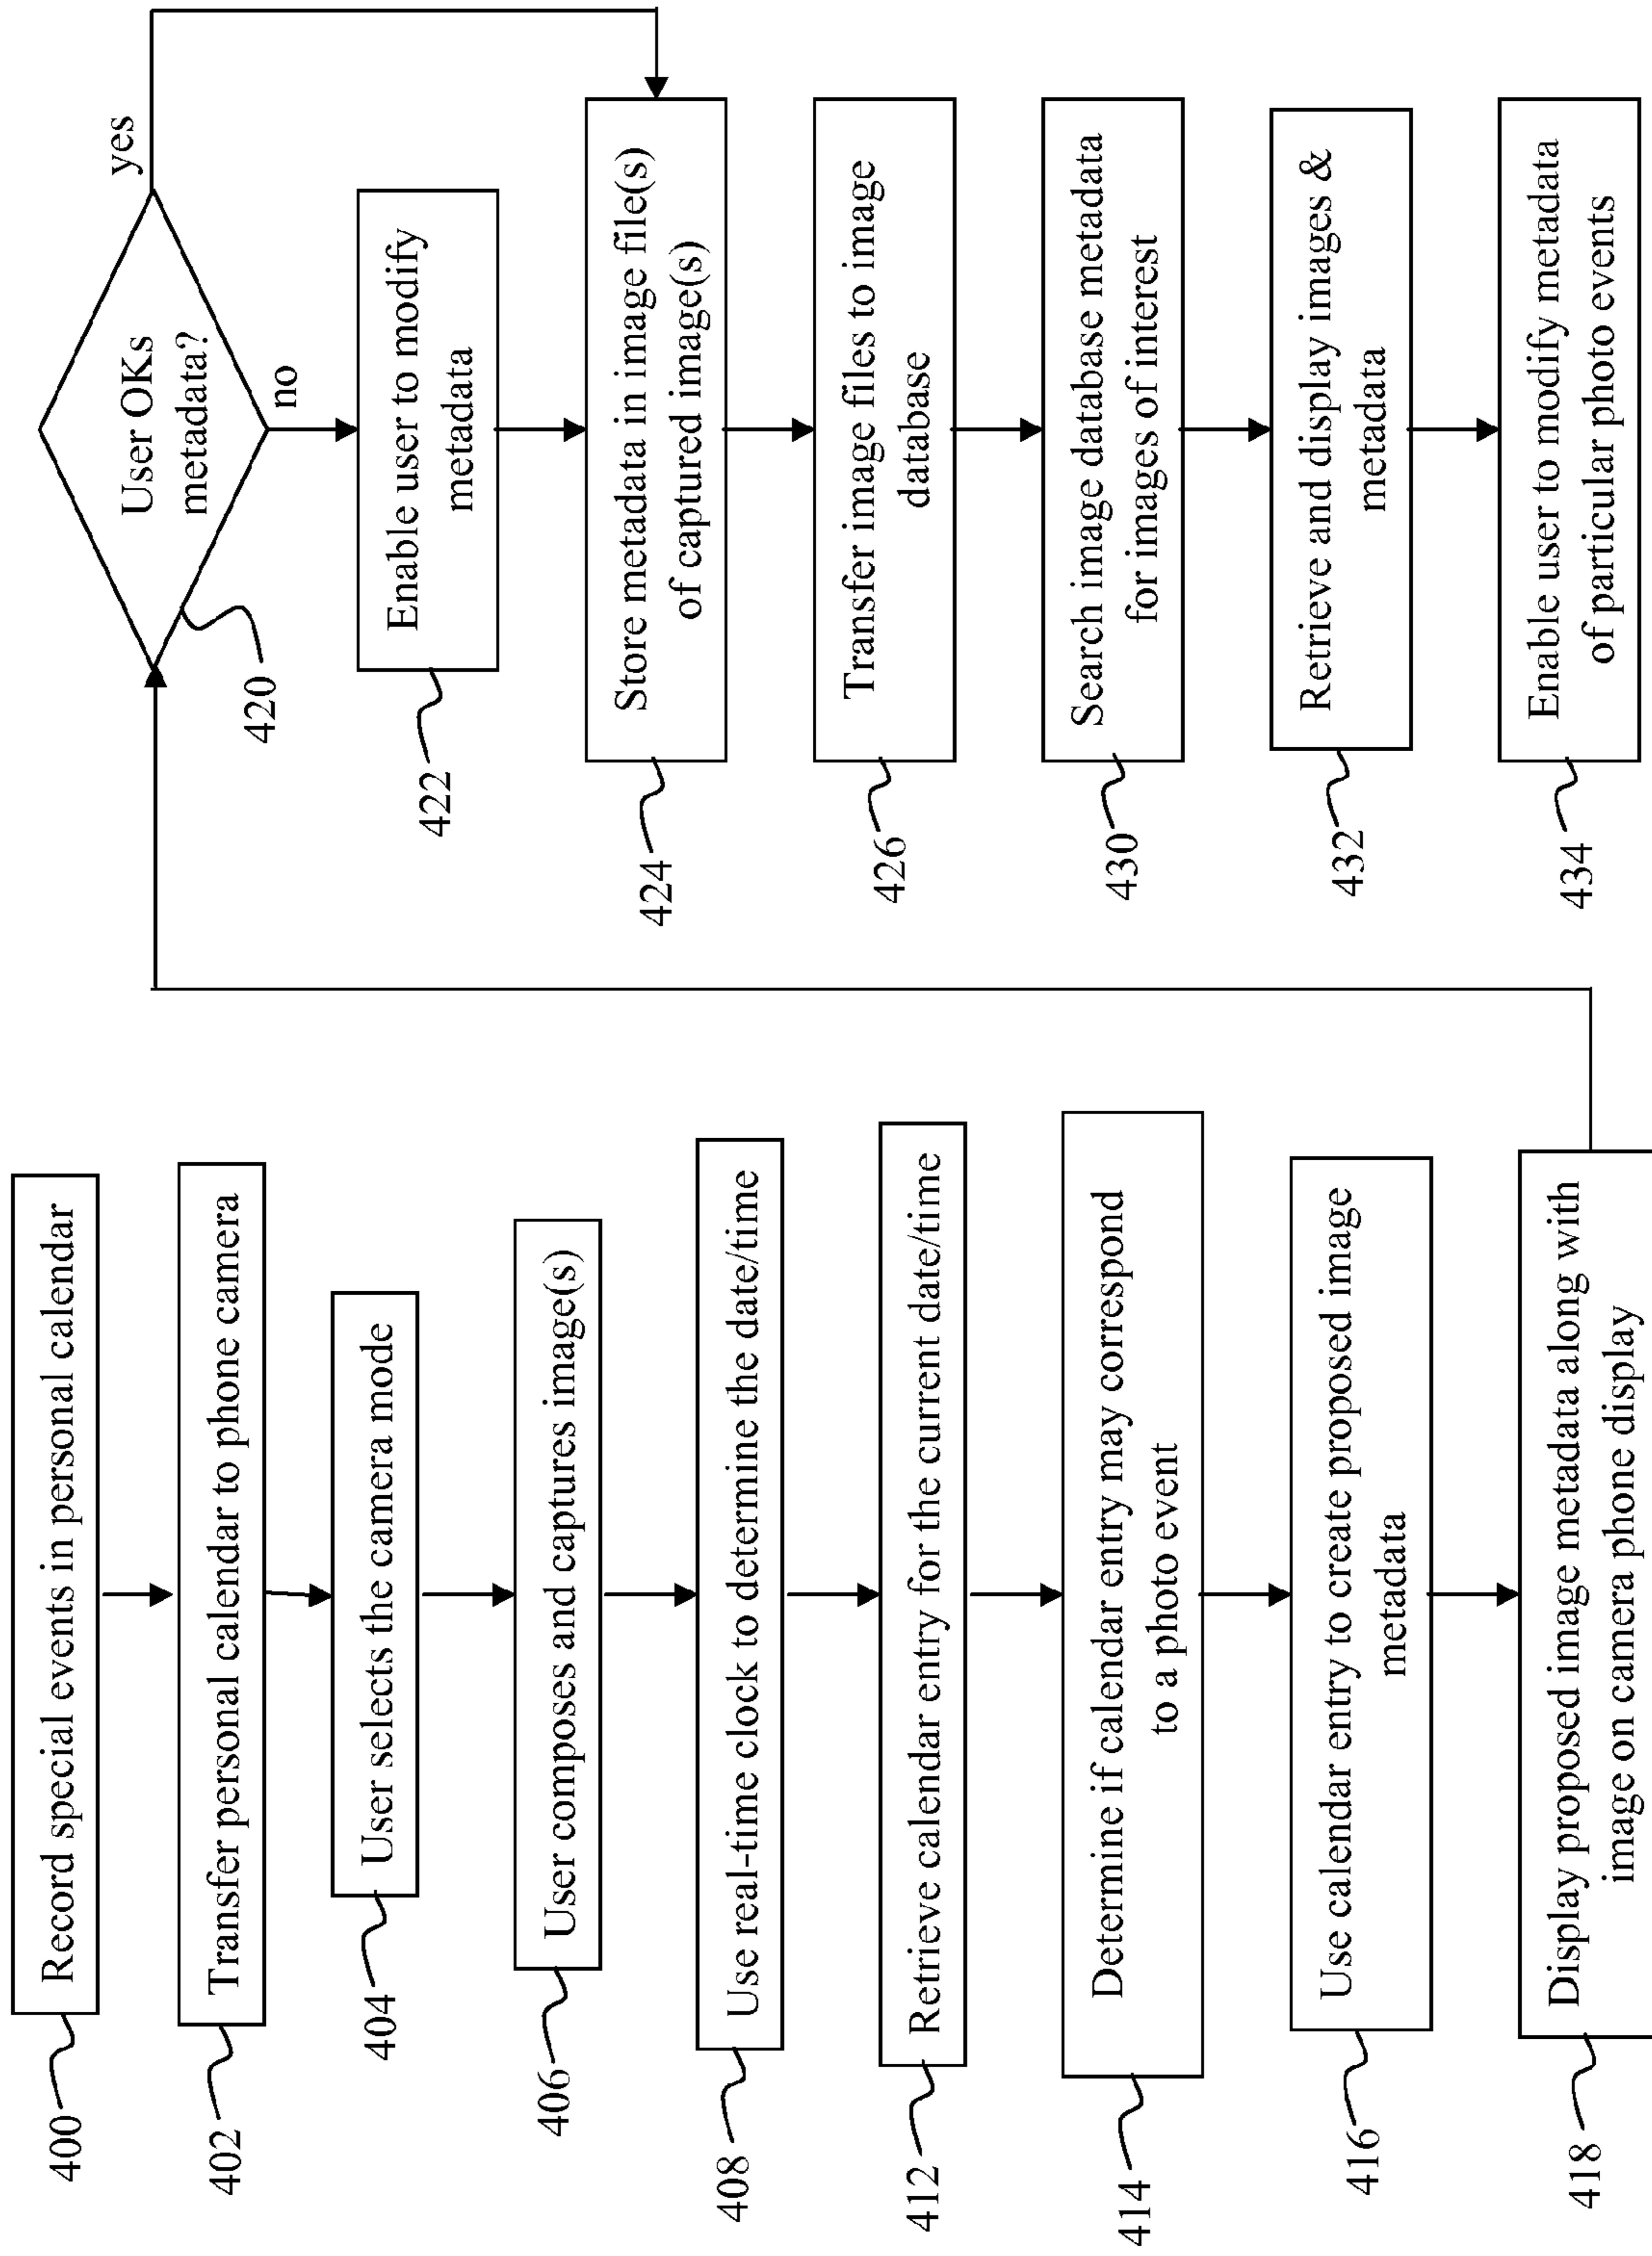 400
Record special events in personal calendar
402
Transfer personal calendar to phone camera
404
User selects the camera mode
406
User composes and captures image(s)
408
Use real-time clock to determine the date/time
412
Retrieve calendar entry for the current date/time
414
Determine if calendar entry may correspond
to a photo event
416
Use calendar entry to create proposed image
metadata
418
Display proposed image metadata along with
image on camera phone display
420
User OKs
metadata?
yes
no
422
Enable user to modify
metadata
424
Store metadata in image file(s)
of captured image(s)
426
Transfer image files to image
database
430
Search image database metadata
for images of interest
432
Retrieve and display images &
metadata
434
Enable user to modify metadata
of particular photo events